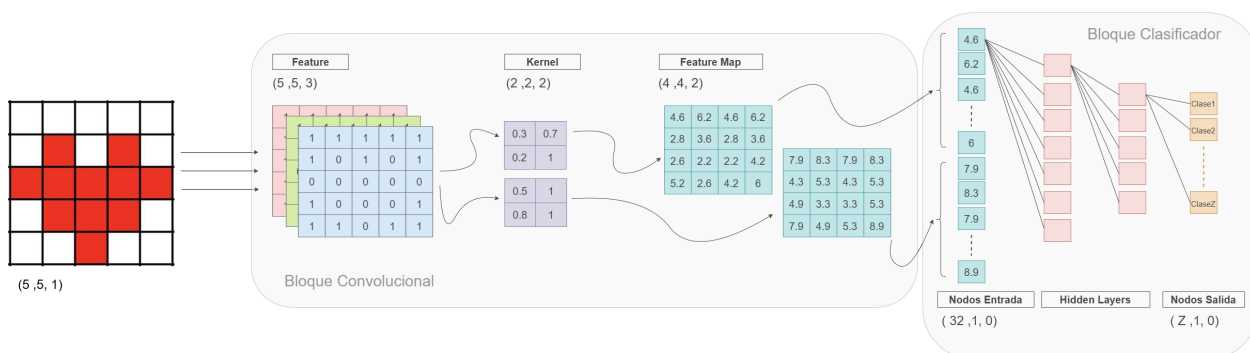 (5 ,5, 1)
Bloque Convolucional
Feature
(5 ,5, 3)
1 1 1 1 1
1 0 1 0 1
0 0 0 0 0
1 0 0 0 1
1 1 0 1 1
Kernel
(2 ,2, 2)
0.3 0.7
0.2 1
0.5 1
0.8 1
Feature Map
(4 ,4, 2)
4.6 6.2 4.6 6.2
2.8 3.6 2.8 3.6
2.6 2.2 2.2 4.2
5.2 2.6 4.2 6
7.9 8.3 7.9 8.3
4.3 5.3 4.3 5.3
4.9 3.3 3.3 5.3
7.9 4.9 5.3 8.9
Bloque Clasificador
4.6
6.2
4.6
6
7.9
8.3
7.9
8.9
Clase1
Clase2
ClaseZ
Nodos Entrada
( 32 ,1, 0)
Hidden Layers
Nodos Salida
( Z ,1, 0)